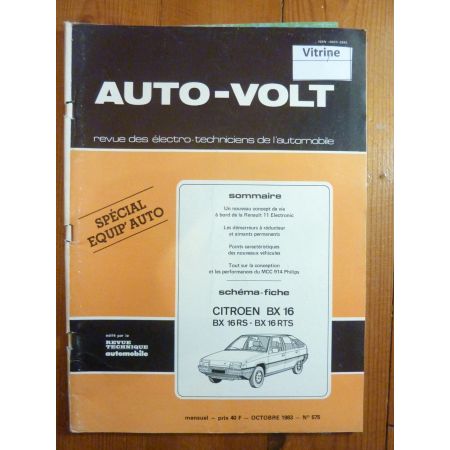 Vitrine
AUTO-VOLT
revue des électro-techniciens de l'automobile
SPÉCIAL
EQUIP' AUTO
sommaire
Un nouveau concept de vie
à bord de la Renault 11 Electronic
Les démarreurs à réducteur
et aimants permanents
Points caractéristiques
des nouveaux véhicules
Tout sur la conception
et les performances du MCC 914 Philips
schéma-fiche
CITROEN BX 16
BX 16 RS - BX 16 RTS
édité par la
REVUE
TECHNIQUE
automobile
mensuel - prix 40 F - OCTOBRE 1983 - N° 575